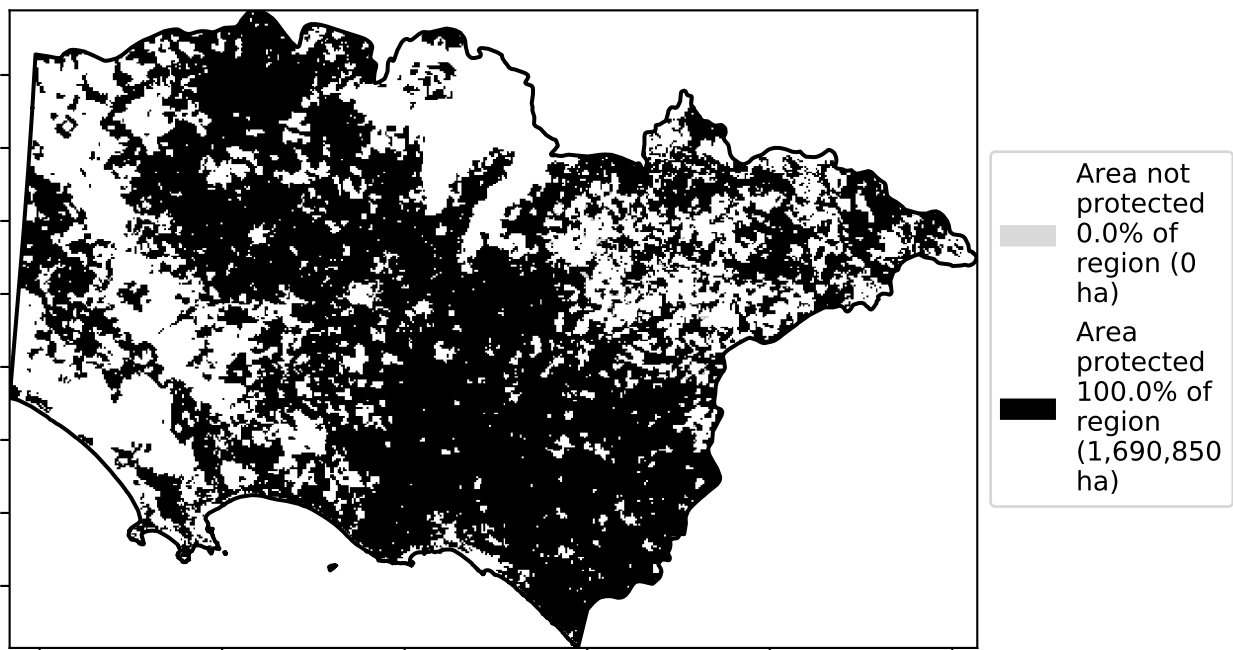 Area not
protected
0.0% of
region (0
ha)
Area
protected
100.0% of
region
(1,690,850
ha)